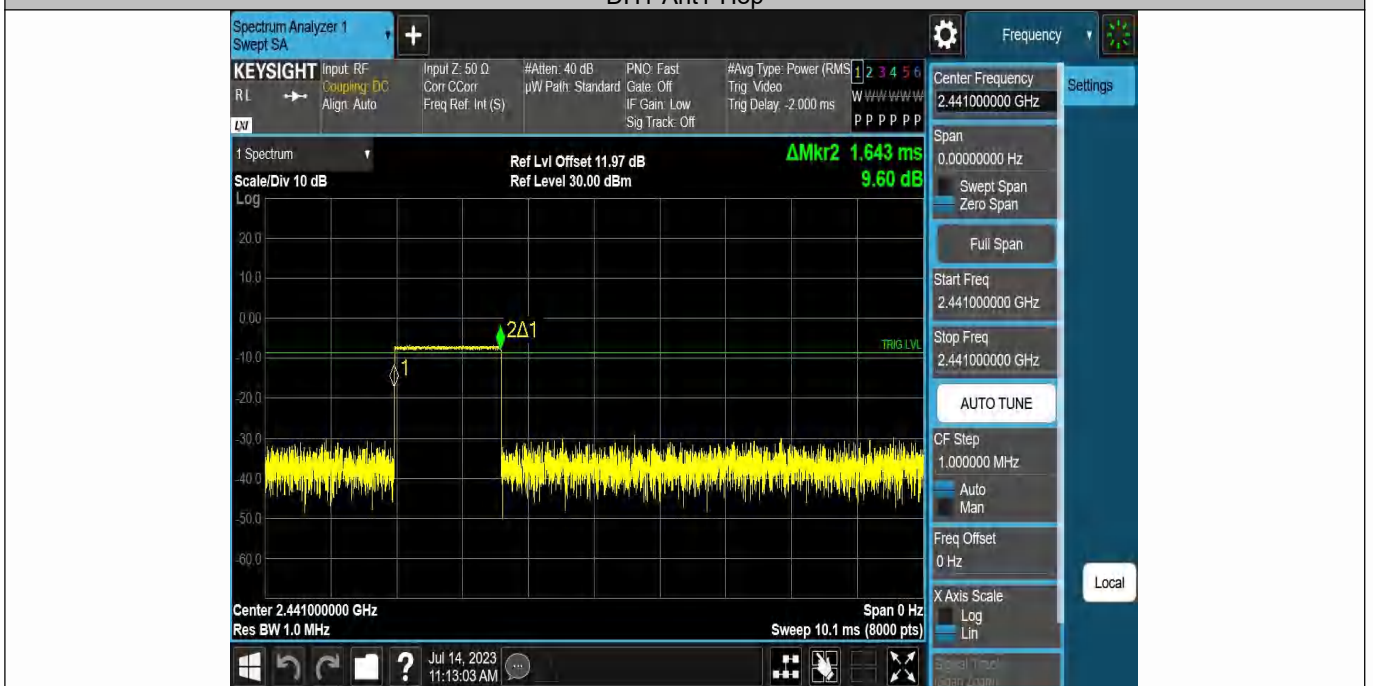 Spectrum Analyzer 1
Swept SA
+
Frequency
KEYSIGHT
RL
LXI
Input: RF
Coupling: DC
Align: Auto
Input Z: 50 Ω
Corr CCorr
Freq Ref: Int (S)
#Atten: 40 dB
µW Path: Standard
PNO: Fast
Gate: Off
IF Gain: Low
Sig Track: Off
#Avg Type: Power (RMS
Trig: Video
Trig Delay: -2.000 ms
1 2 3 4 5 6
W W W W W W
P P P P P P
1 Spectrum
Scale/Div 10 dB
Log
Ref Lvl Offset 11.97 dB
Ref Level 30.00 dBm
ΔMkr2 1.643 ms
9.60 dB
20.0
10.0
0.00
-10.0
-20.0
-30.0
-40.0
-50.0
-60.0
2Δ1
1
TRIG LVL
Center 2.441000000 GHz
Res BW 1.0 MHz
Span 0 Hz
Sweep 10.1 ms (8000 pts)
?
Jul 14, 2023
11:13:03 AM
Center Frequency
2.441000000 GHz
Span
0.00000000 Hz
Swept Span
Zero Span
Full Span
Start Freq
2.441000000 GHz
Stop Freq
2.441000000 GHz
AUTO TUNE
CF Step
1.000000 MHz
Auto
Man
Freq Offset
0 Hz
X Axis Scale
Log
Lin
Settings
Local